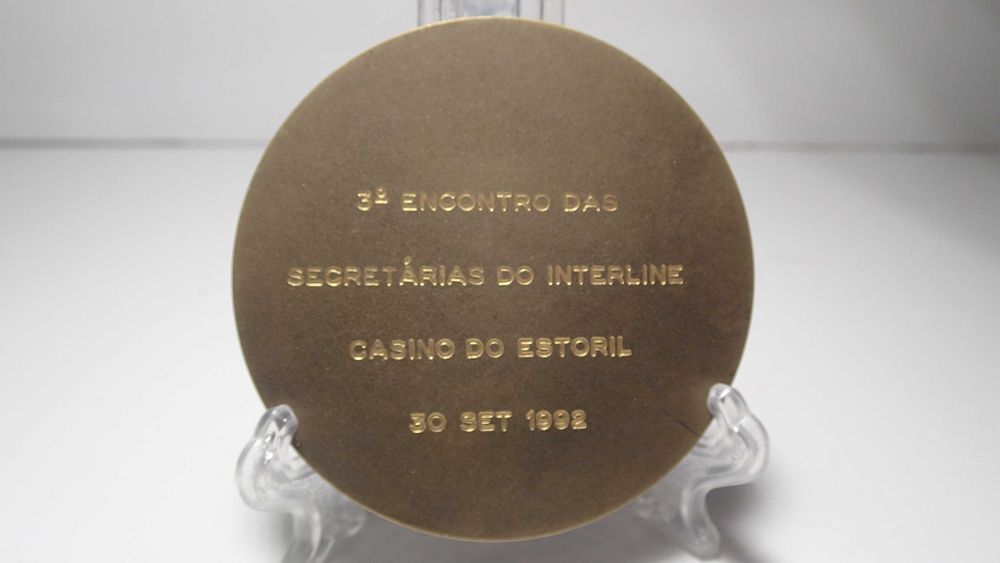 3º ENCONTRO DAS
SECRETÁRIAS DO INTERLINE
CASINO DO ESTORIL
30 SET 1992